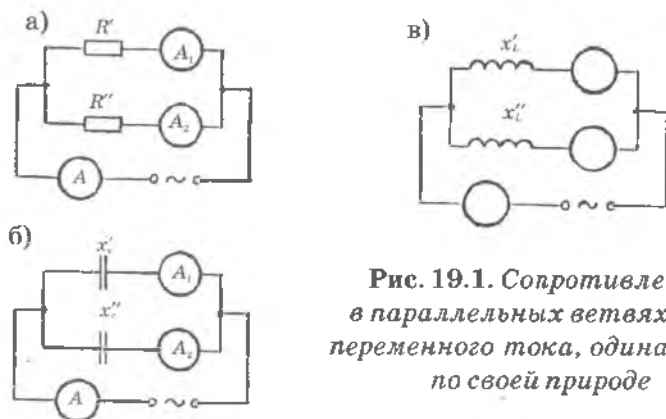 а)
R′
A₁
R″
A₂
A
~
б)
x′c
A₁
x″c
A₂
A
~
в)
x′L
x″L
~
Рис. 19.1. Сопротивле
в параллельных ветвях
переменного тока, одина
по своей природе